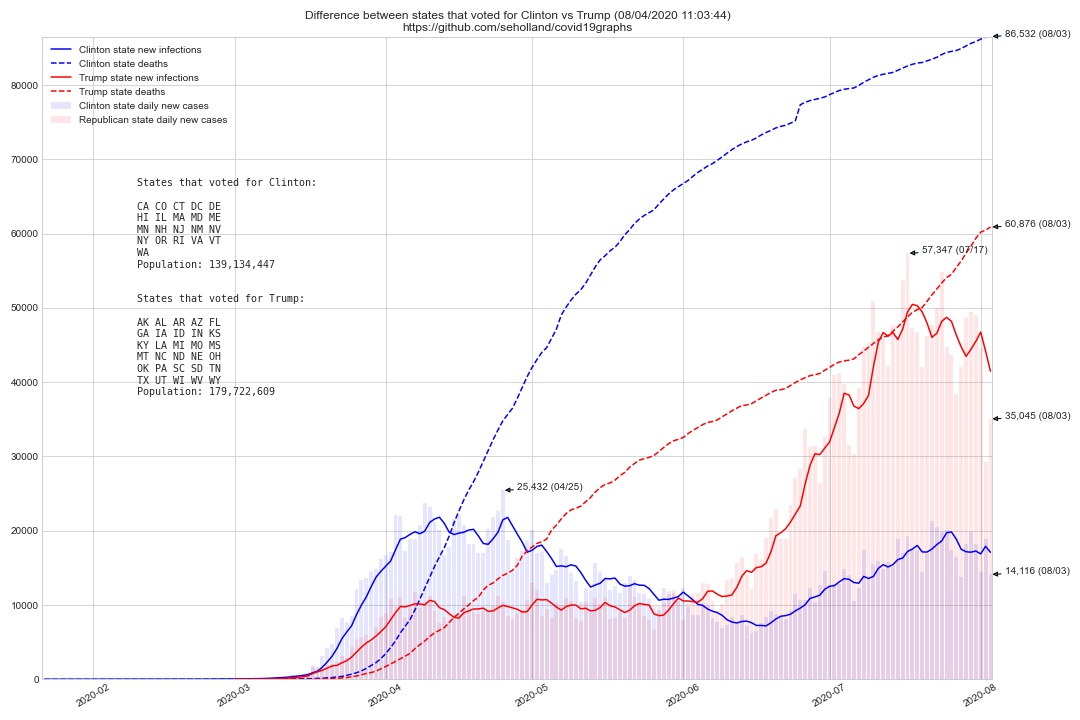 Difference between states that voted for Clinton vs Trump (08/04/2020 11:03:44)
https://github.com/seholland/covid19graphs
Clinton state new infections
Clinton state deaths
Trump state new infections
Trump state deaths
Clinton state daily new cases
Republican state daily new cases
States that voted for Clinton:
CA CO CT DC DE
HI IL MA MD ME
MN NH NJ NM NV
NY OR RI VA VT
WA
Population: 139,134,447
States that voted for Trump:
AK AL AR AZ FL
GA IA ID IN KS
KY LA MI MO MS
MT NC ND NE OH
OK PA SC SD TN
TX UT WI WV WY
Population: 179,722,609
86,532 (08/03)
60,876 (08/03)
57,347 (07/17)
35,045 (08/03)
25,432 (04/25)
14,116 (08/03)
80000
70000
60000
50000
40000
30000
20000
10000
0
2020-02
2020-03
2020-04
2020-05
2020-06
2020-07
2020-08